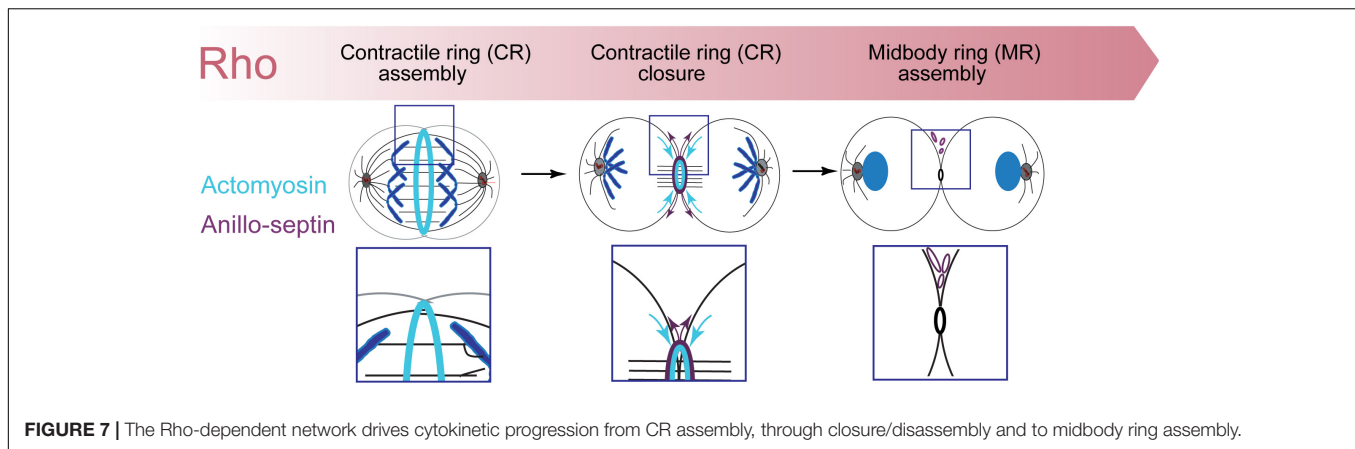 Rho
Contractile ring (CR)
assembly
Contractile ring (CR)
closure
Midbody ring (MR)
assembly
Actomyosin
Anillo-septin
FIGURE 7 | The Rho-dependent network drives cytokinetic progression from CR assembly, through closure/disassembly and to midbody ring assembly.